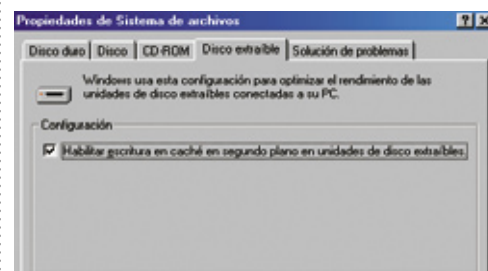 Propiedades de Sistema de archivos
Disco duro Disco CD-ROM Disco extraíble Solución de problemas
Windows usa esta configuración para optimizar el rendimiento de las
unidades de disco extraíbles conectadas a su PC.
Configuración
Habilitar escritura en caché en segundo plano en unidades de disco extraíbles.